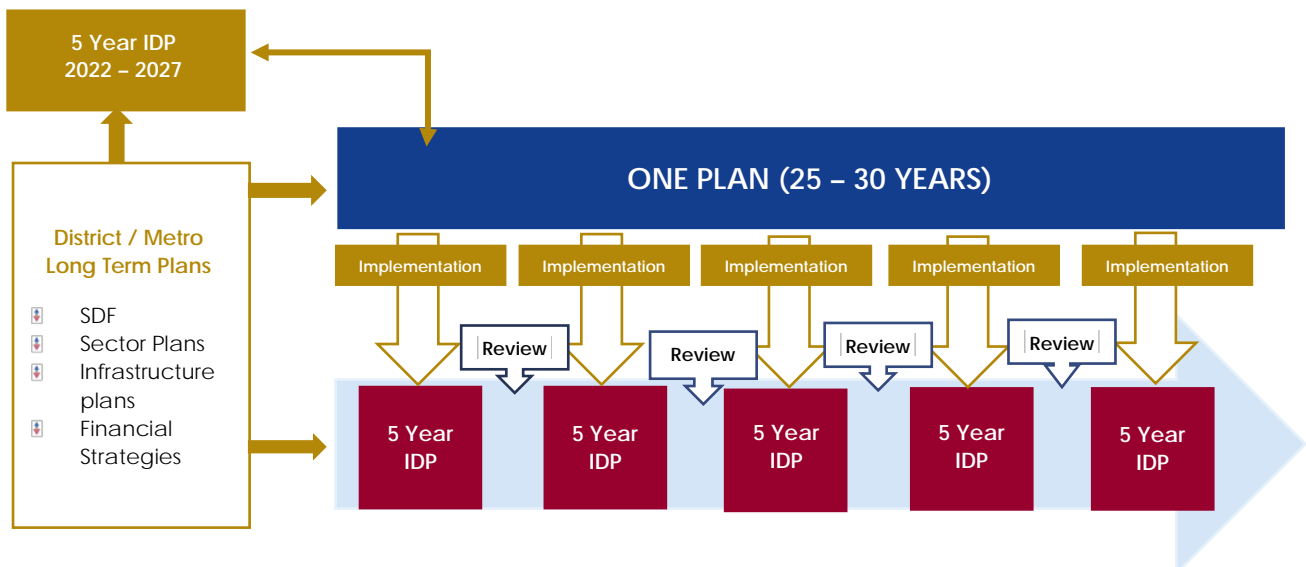 5 Year IDP
2022 – 2027
ONE PLAN (25 – 30 YEARS)
District / Metro
Long Term Plans
SDF
Sector Plans
Infrastructure
plans
Financial
Strategies
Implementation
Implementation
Implementation
Implementation
Implementation
Review
Review
Review
Review
5 Year
IDP
5 Year
IDP
5 Year
IDP
5 Year
IDP
5 Year
IDP